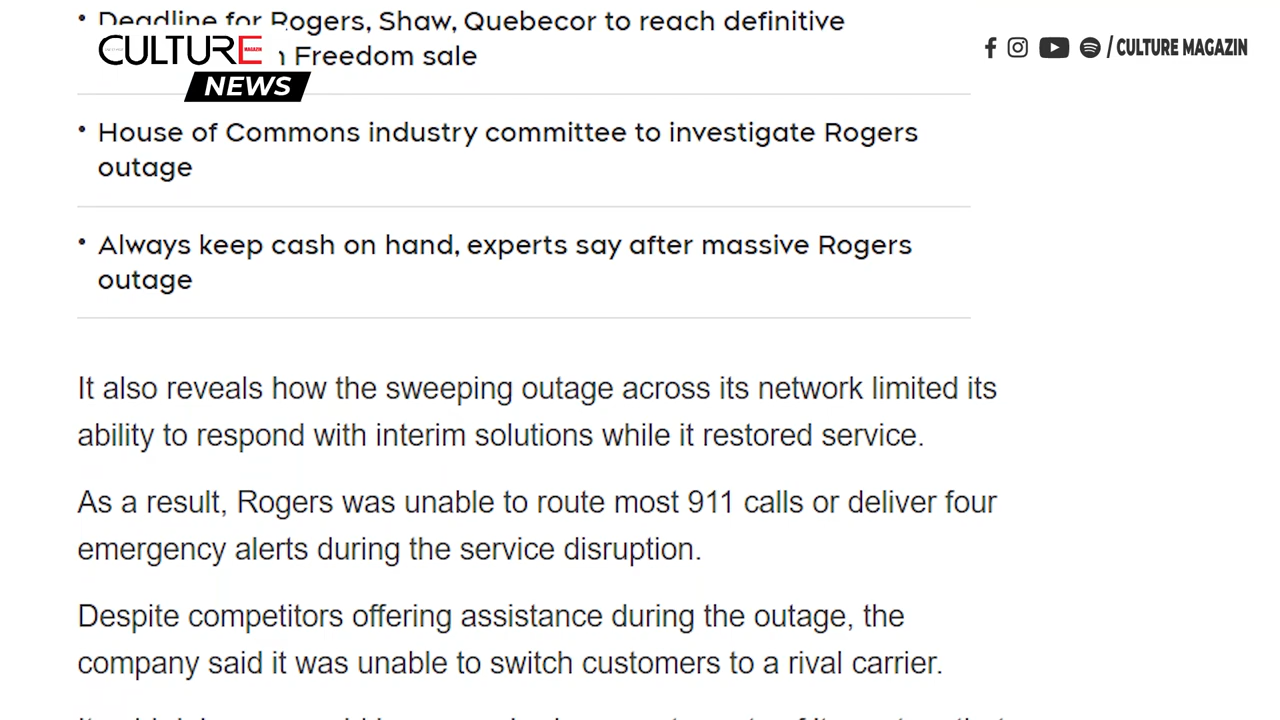 • Deadline for Rogers, Shaw, Quebecor to reach definitive
Freedom sale
CULTURE MAGAZIN
NEWS
/ CULTURE MAGAZIN
• House of Commons industry committee to investigate Rogers
outage
• Always keep cash on hand, experts say after massive Rogers
outage
It also reveals how the sweeping outage across its network limited its
ability to respond with interim solutions while it restored service.
As a result, Rogers was unable to route most 911 calls or deliver four
emergency alerts during the service disruption.
Despite competitors offering assistance during the outage, the
company said it was unable to switch customers to a rival carrier.